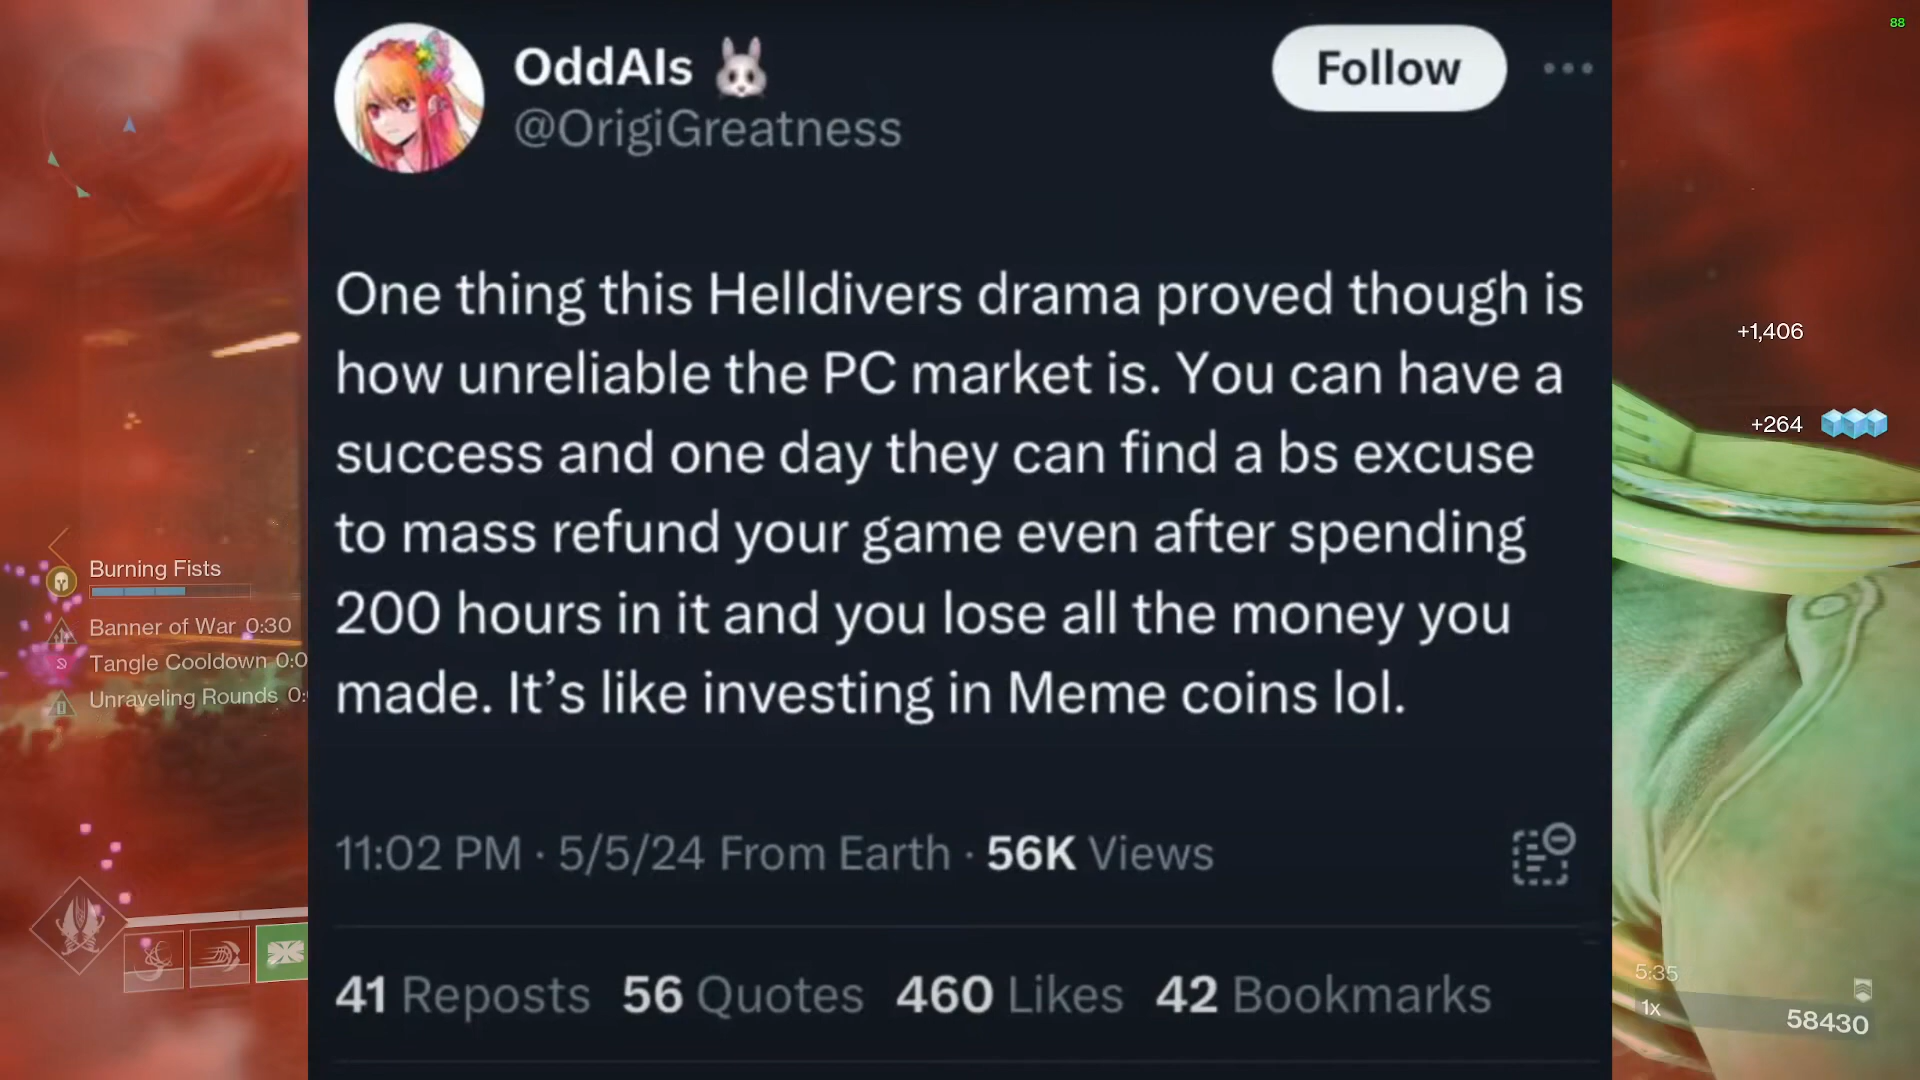 88
OddAIs
@OrigiGreatness
Follow
One thing this Helldivers drama proved though is
how unreliable the PC market is. You can have a
success and one day they can find a bs excuse
to mass refund your game even after spending
200 hours in it and you lose all the money you
made. It’s like investing in Meme coins lol.
11:02 PM · 5/5/24 From Earth · 56K Views
41 Reposts 56 Quotes 460 Likes 42 Bookmarks
Burning Fists
Banner of War 0:30
Tangle Cooldown 0:0
Unraveling Rounds 0:
+1,406
+264
5:35
1x
58430